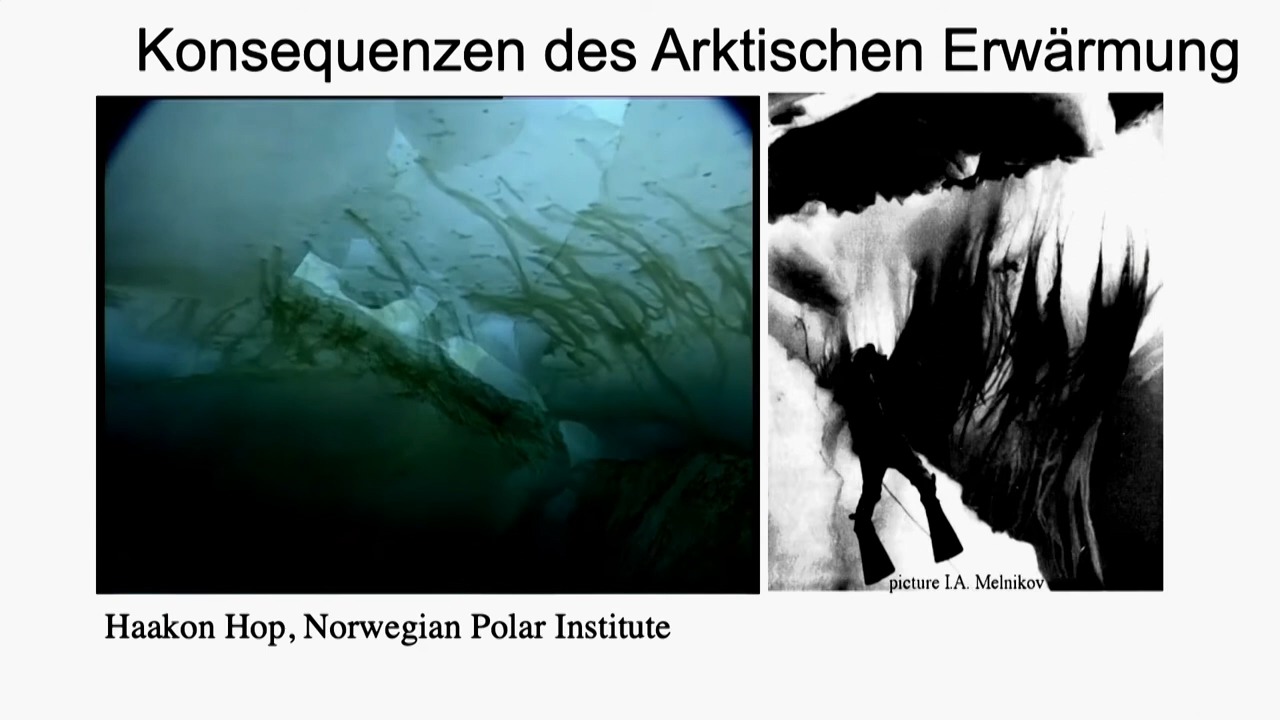 Konsequenzen des Arktischen Erwärmung
picture I.A. Melnikov
Haakon Hop, Norwegian Polar Institute